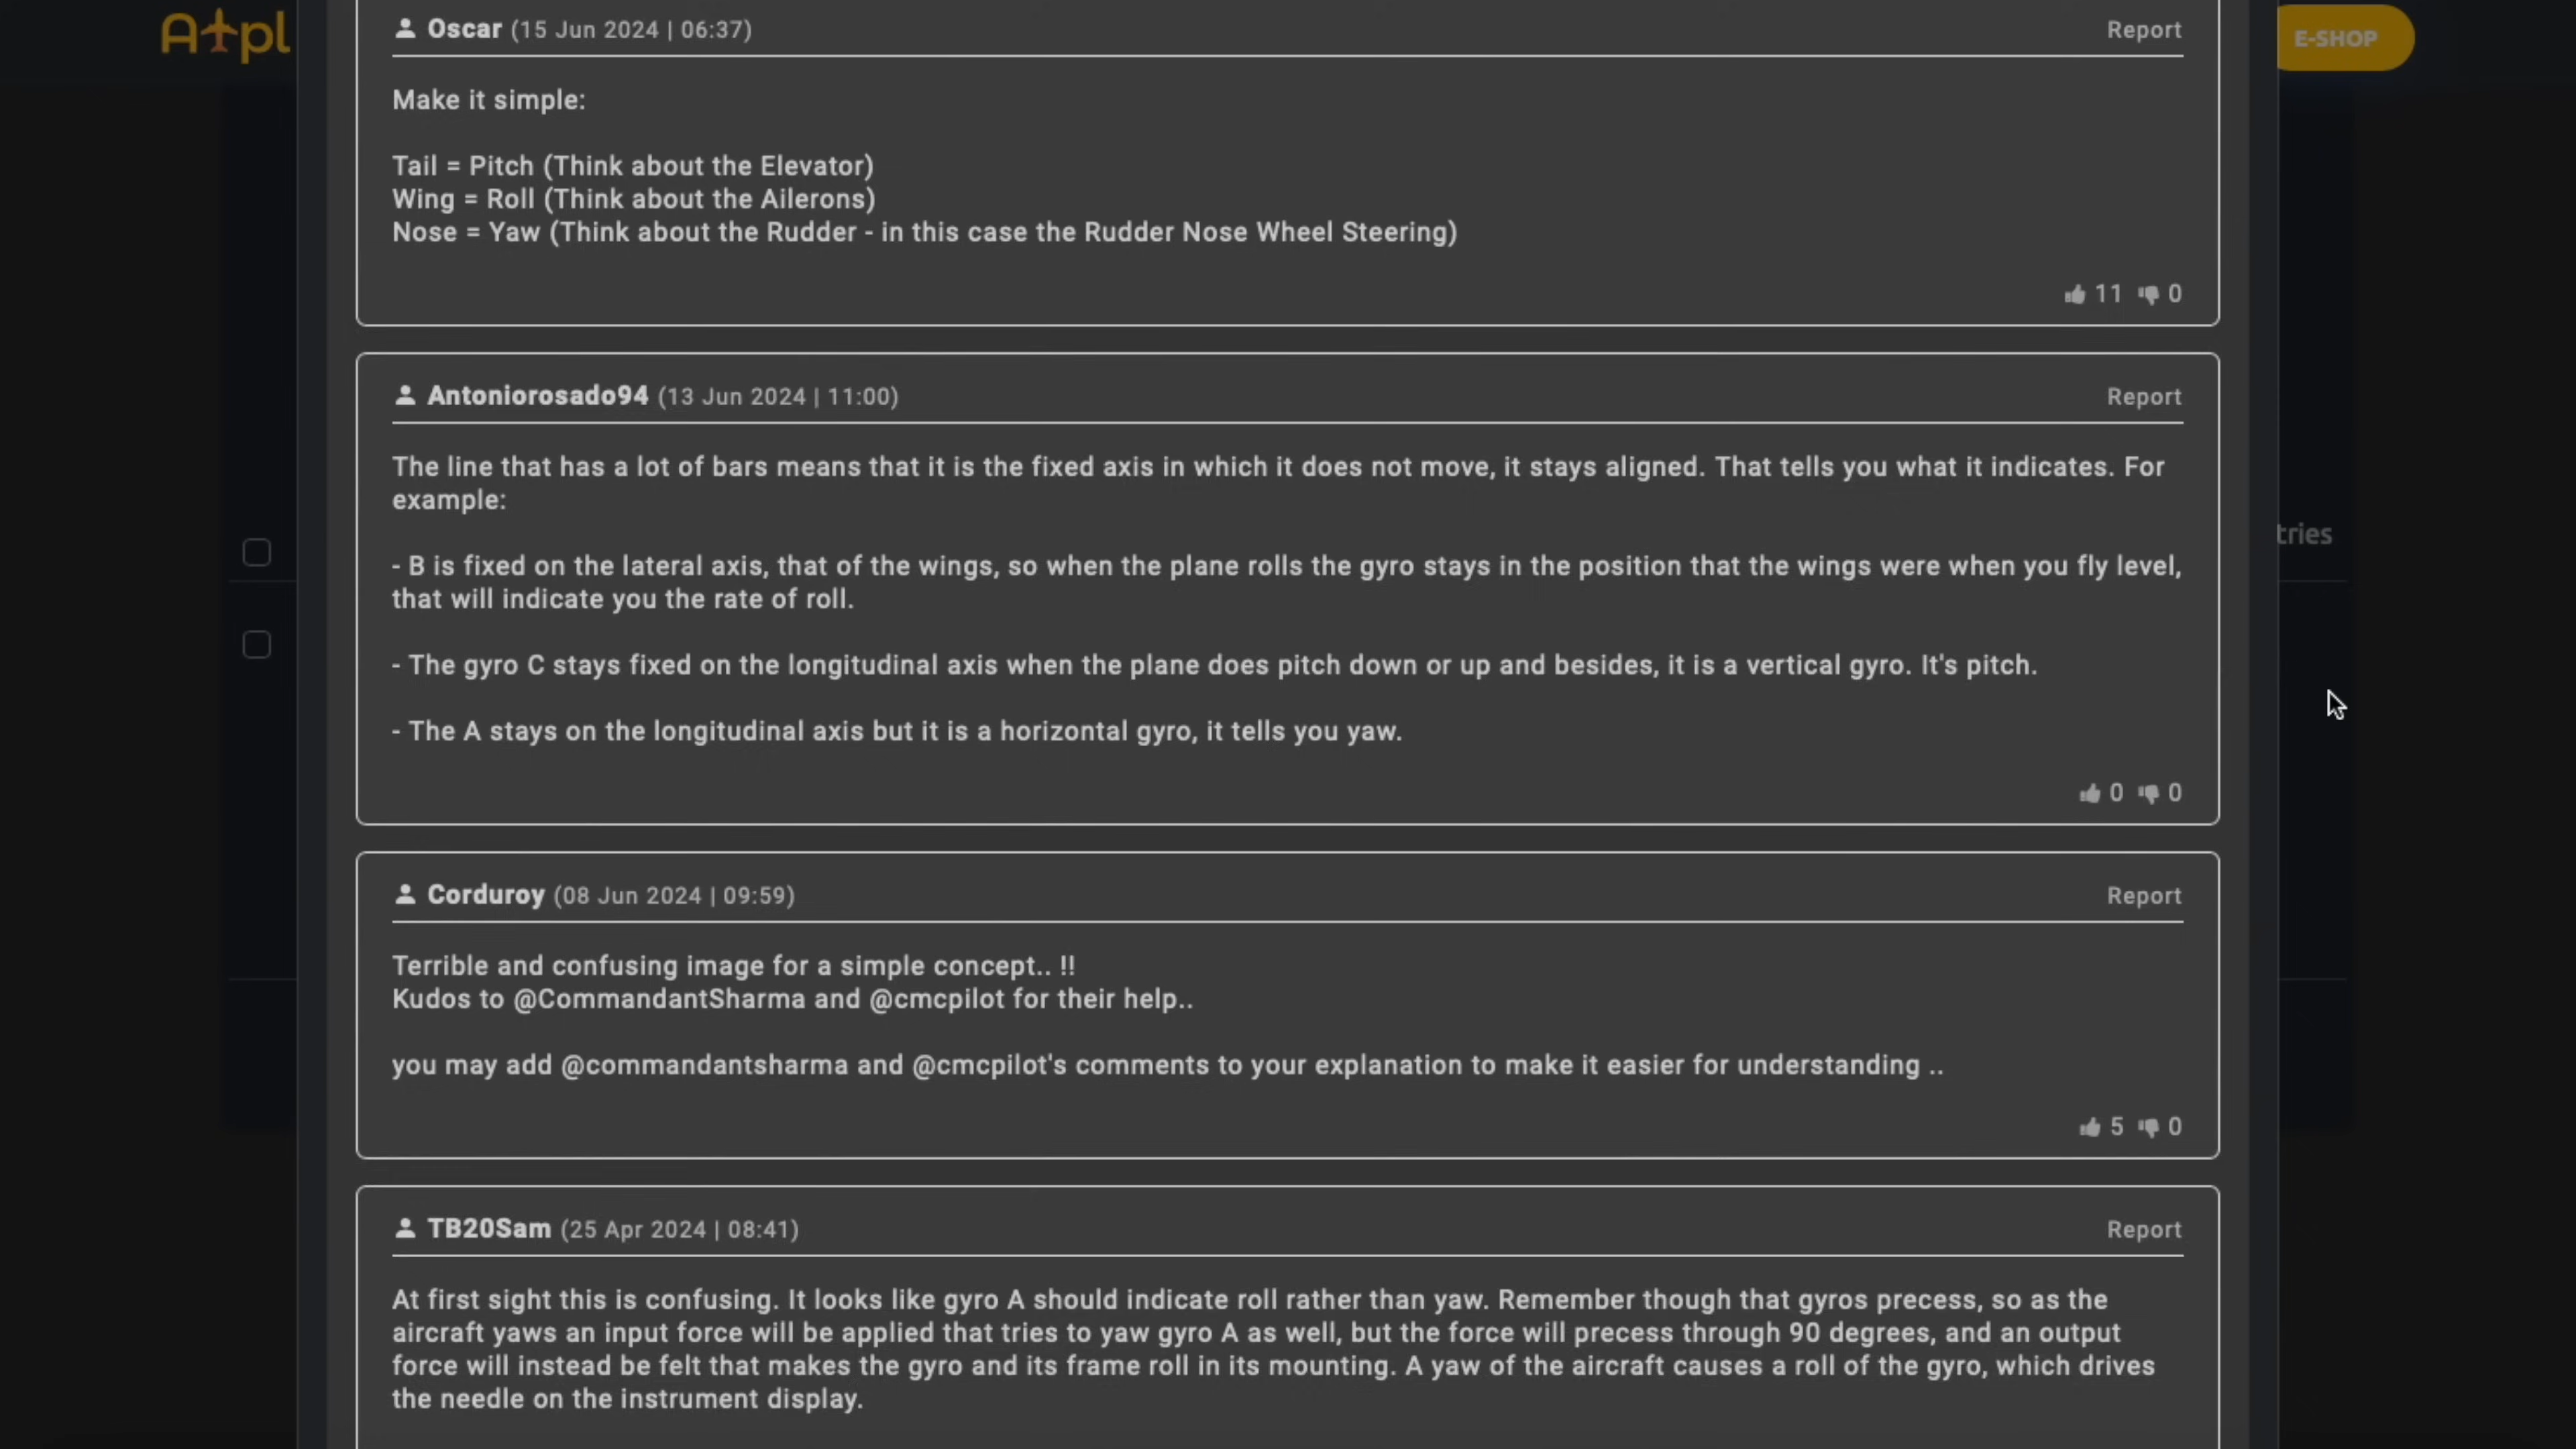 A pl
E-SHOP
Oscar (15 Jun 2024 | 06:37)
Report
Make it simple:
Tail = Pitch (Think about the Elevator)
Wing = Roll (Think about the Ailerons)
Nose = Yaw (Think about the Rudder - in this case the Rudder Nose Wheel Steering)
11 0
Antoniorosado94 (13 Jun 2024 | 11:00)
Report
The line that has a lot of bars means that it is the fixed axis in which it does not move, it stays aligned. That tells you what it indicates. For
example:
- B is fixed on the lateral axis, that of the wings, so when the plane rolls the gyro stays in the position that the wings were when you fly level,
that will indicate you the rate of roll.
- The gyro C stays fixed on the longitudinal axis when the plane does pitch down or up and besides, it is a vertical gyro. It's pitch.
- The A stays on the longitudinal axis but it is a horizontal gyro, it tells you yaw.
0 0
tries
Corduroy (08 Jun 2024 | 09:59)
Report
Terrible and confusing image for a simple concept.. !!
Kudos to @CommandantSharma and @cmcpilot for their help..
you may add @commandantsharma and @cmcpilot's comments to your explanation to make it easier for understanding ..
5 0
TB20Sam (25 Apr 2024 | 08:41)
Report
At first sight this is confusing. It looks like gyro A should indicate roll rather than yaw. Remember though that gyros precess, so as the
aircraft yaws an input force will be applied that tries to yaw gyro A as well, but the force will precess through 90 degrees, and an output
force will instead be felt that makes the gyro and its frame roll in its mounting. A yaw of the aircraft causes a roll of the gyro, which drives
the needle on the instrument display.